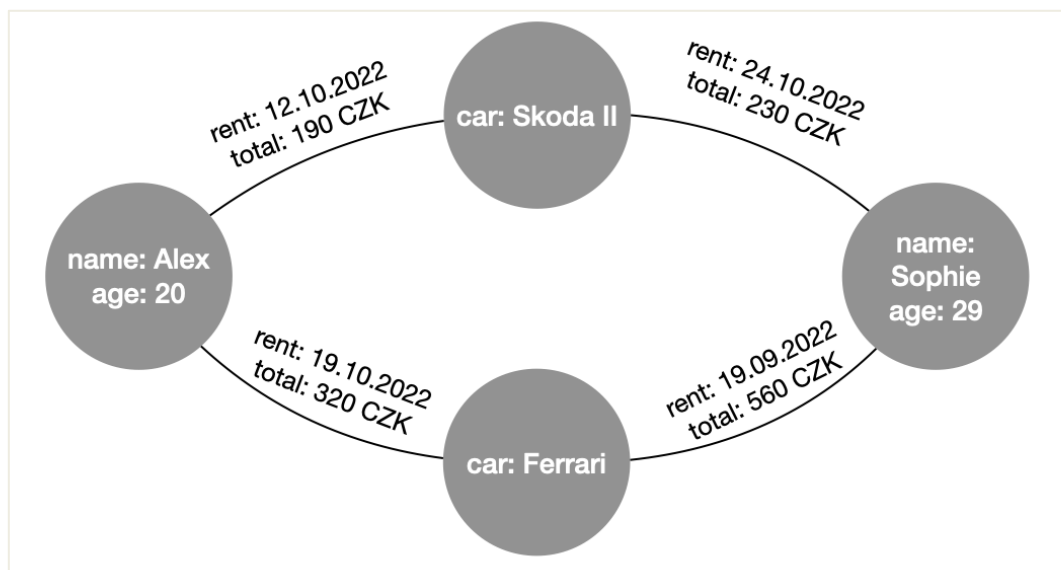 rent: 12.10.2022
total: 190 CZK
car: Skoda II
rent: 24.10.2022
total: 230 CZK
name: Alex
age: 20
name:
Sophie
age: 29
rent: 19.10.2022
total: 320 CZK
car: Ferrari
rent: 19.09.2022
total: 560 CZK